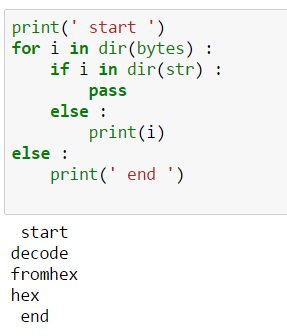 print(' start ')
for i in dir(bytes) :
    if i in dir(str) :
        pass
    else :
        print(i)
else :
    print(' end ')
 start
decode
fromhex
hex
 end